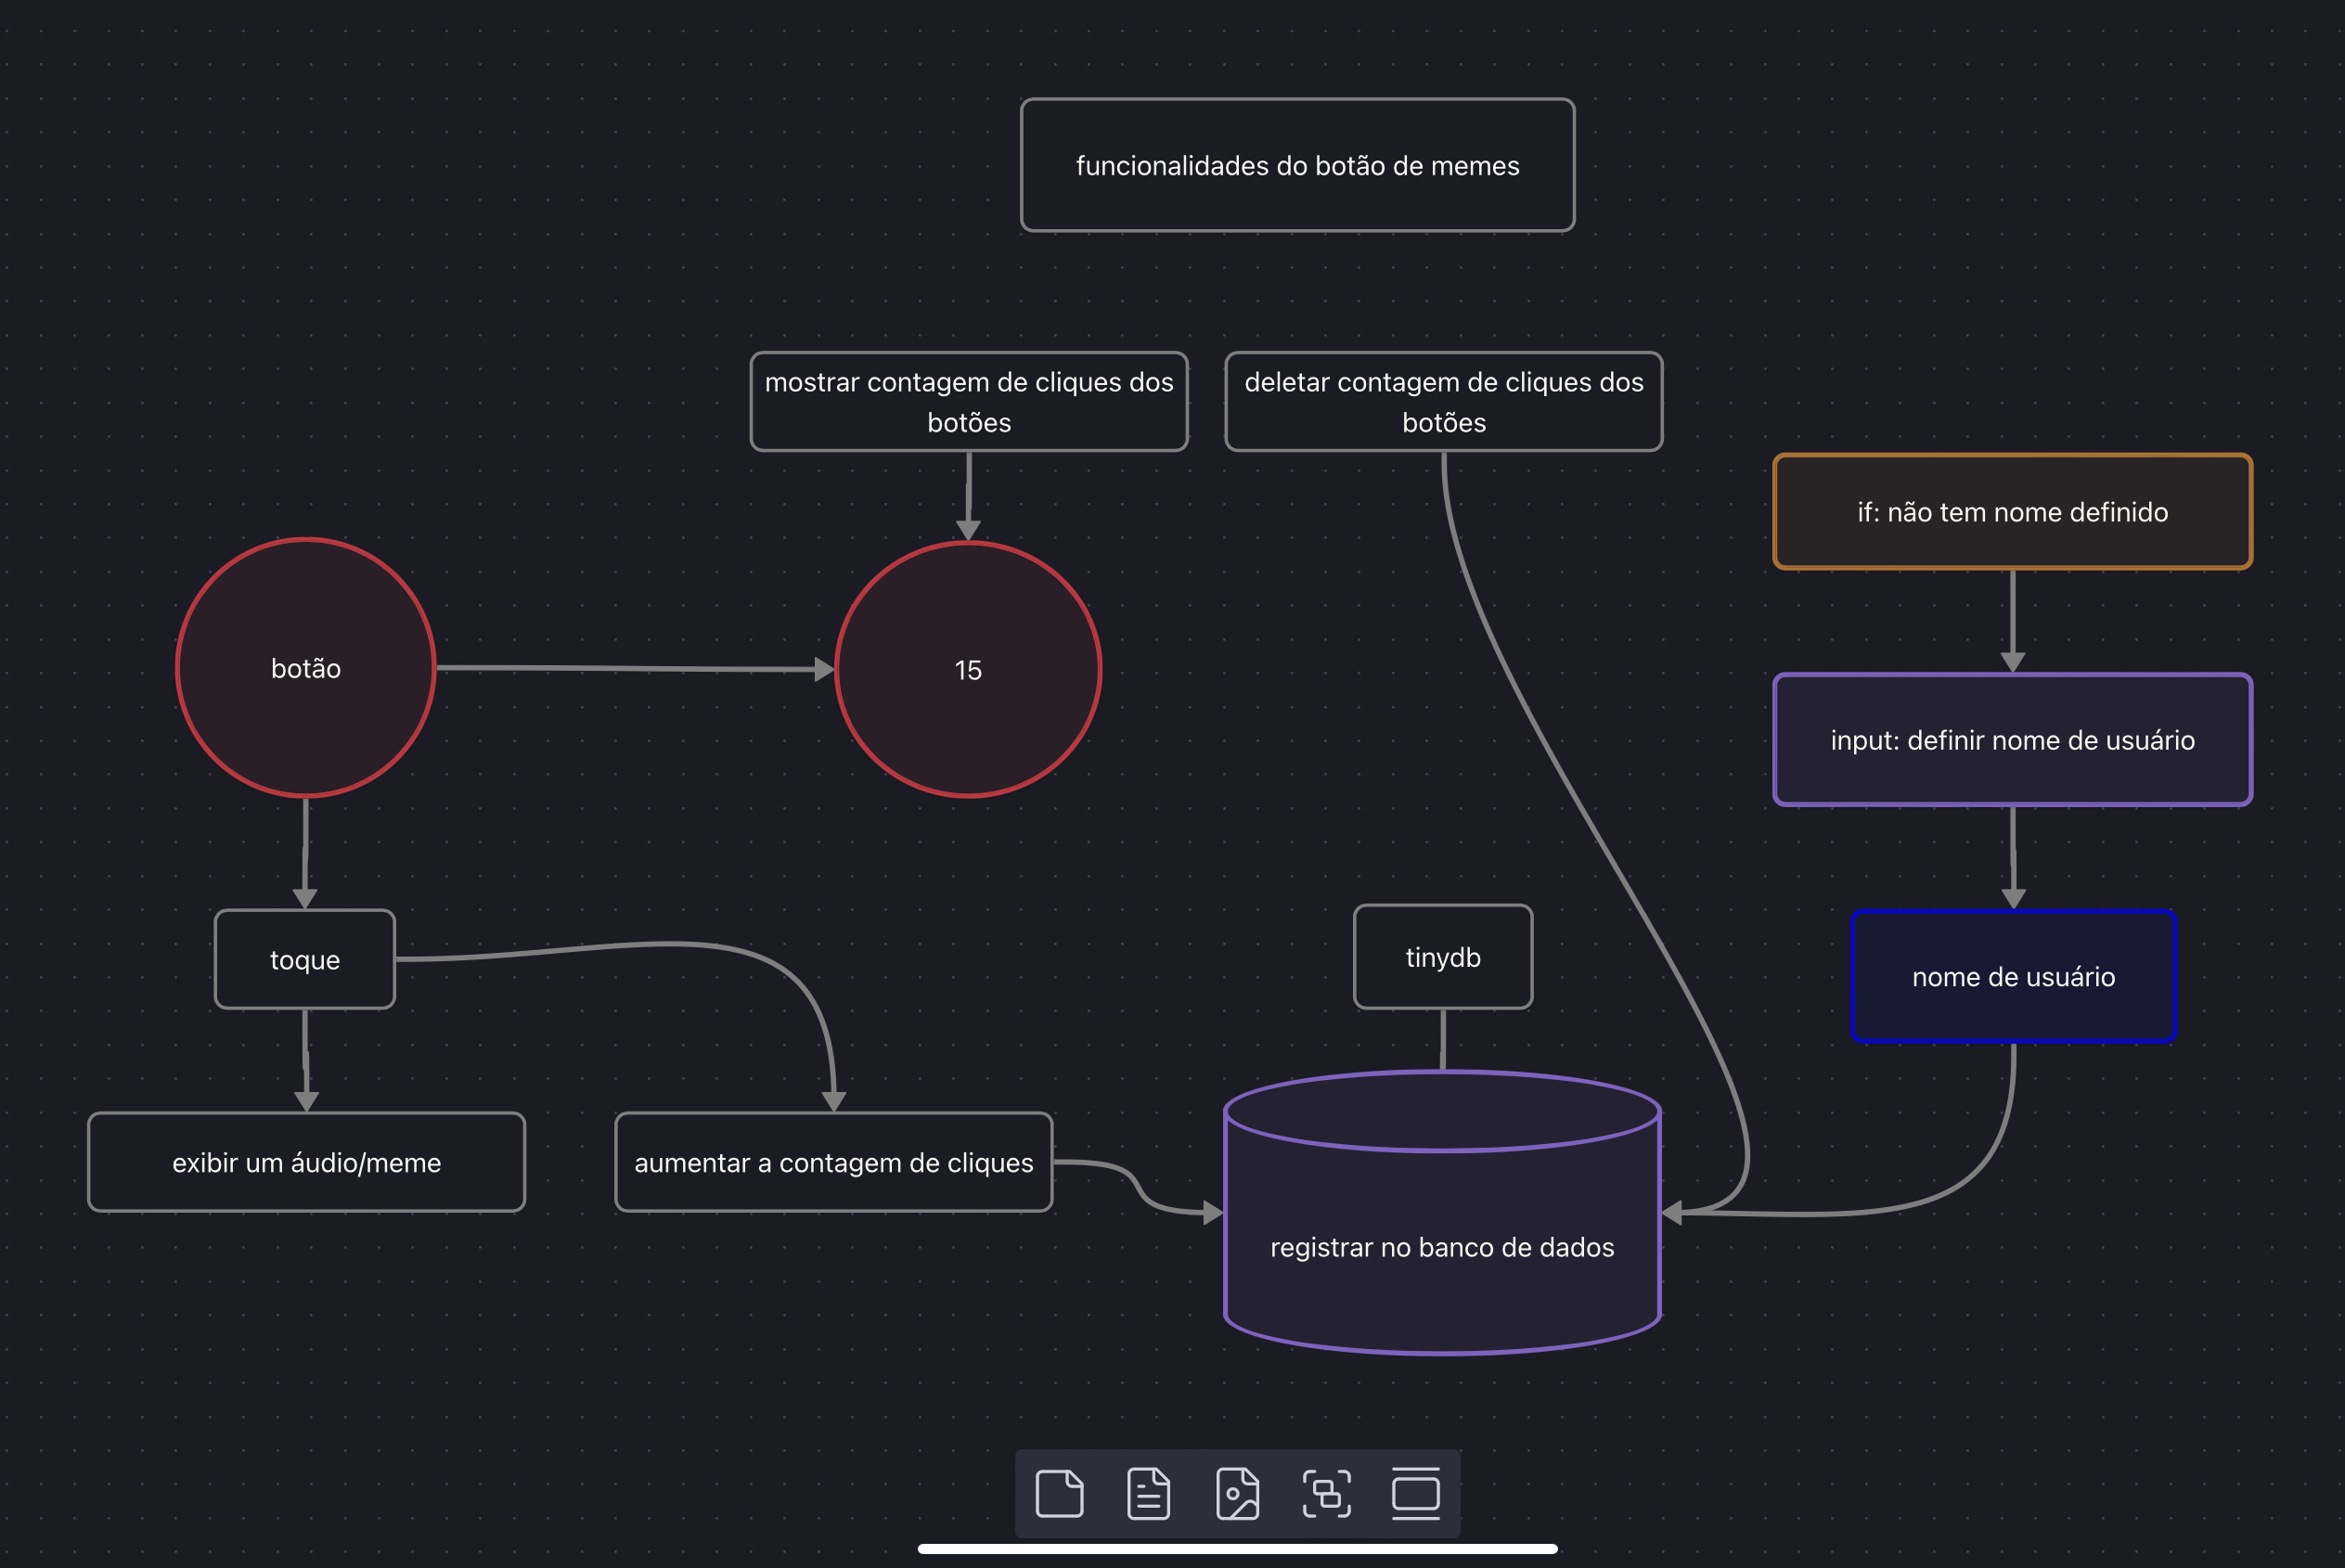 funcionalidades do botão de memes
mostrar contagem de cliques dos
botões
deletar contagem de cliques dos
botões
if: não tem nome definido
botão
15
input: definir nome de usuário
toque
tinydb
nome de usuário
exibir um áudio/meme
aumentar a contagem de cliques
registrar no banco de dados